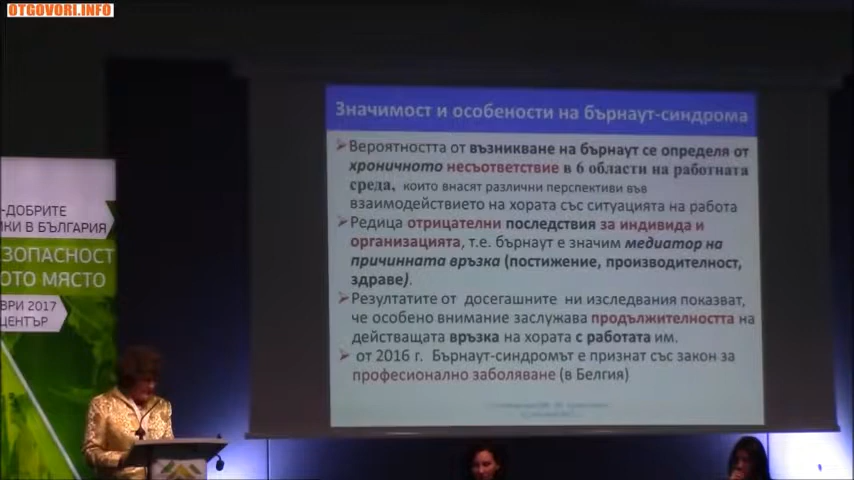 OTGOVORI.INFO
Значимост и особености на бърнаут-синдрома
Вероятността от възникване на бърнаут се определя от
хроничното несъответствие в 6 области на работната
среда, които внасят различни перспективи във
взаимодействието на хората със ситуацията на работа
Редица отрицателни последствия за индивида и
организацията, т.е. бърнаут е значим медиатор на
причинната връзка (постижение, производителност,
здраве).
Резултатите от досегашните ни изследвания показват,
че особено внимание заслужава продължителността на
действащата връзка на хората с работата им.
от 2016 г. Бърнаут-синдромът е признат със закон за
професионално заболяване (в Белгия)
-ДОБРИТЕ
КИ В БЪЛГАРИЯ
ЗОПАСНОСТ
ОТО МЯСТО
ВРИ 2017
ЦЕНТЪР